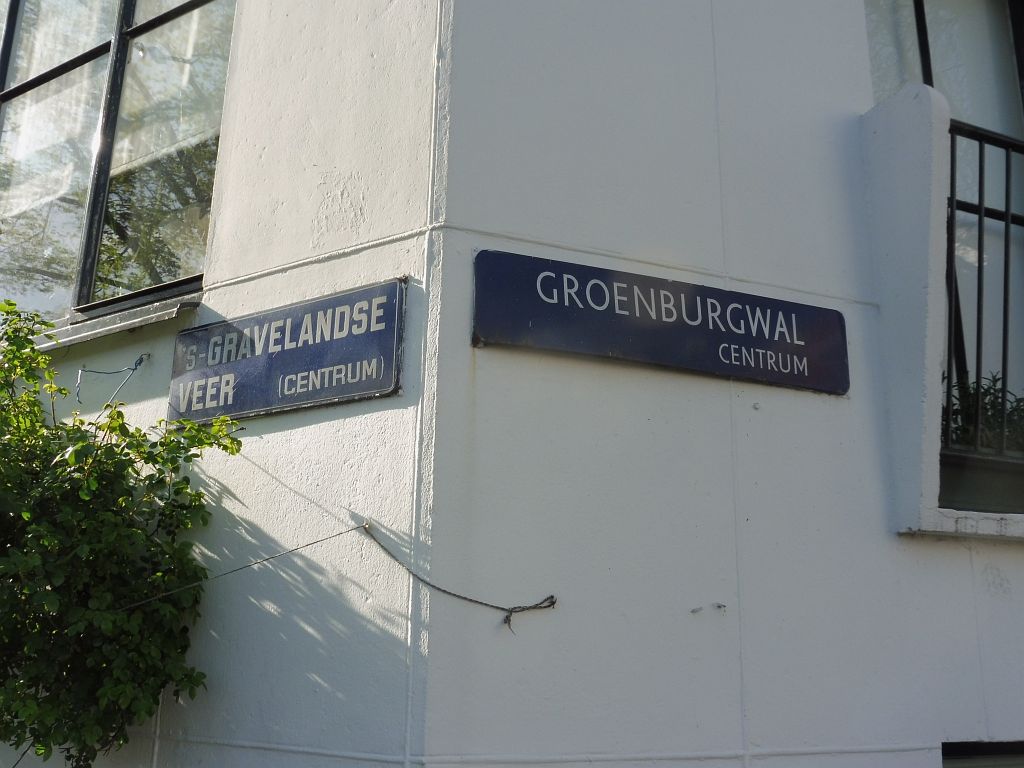 'S-GRAVELANDSE
VEER (CENTRUM)
GROENBURGWAL
CENTRUM